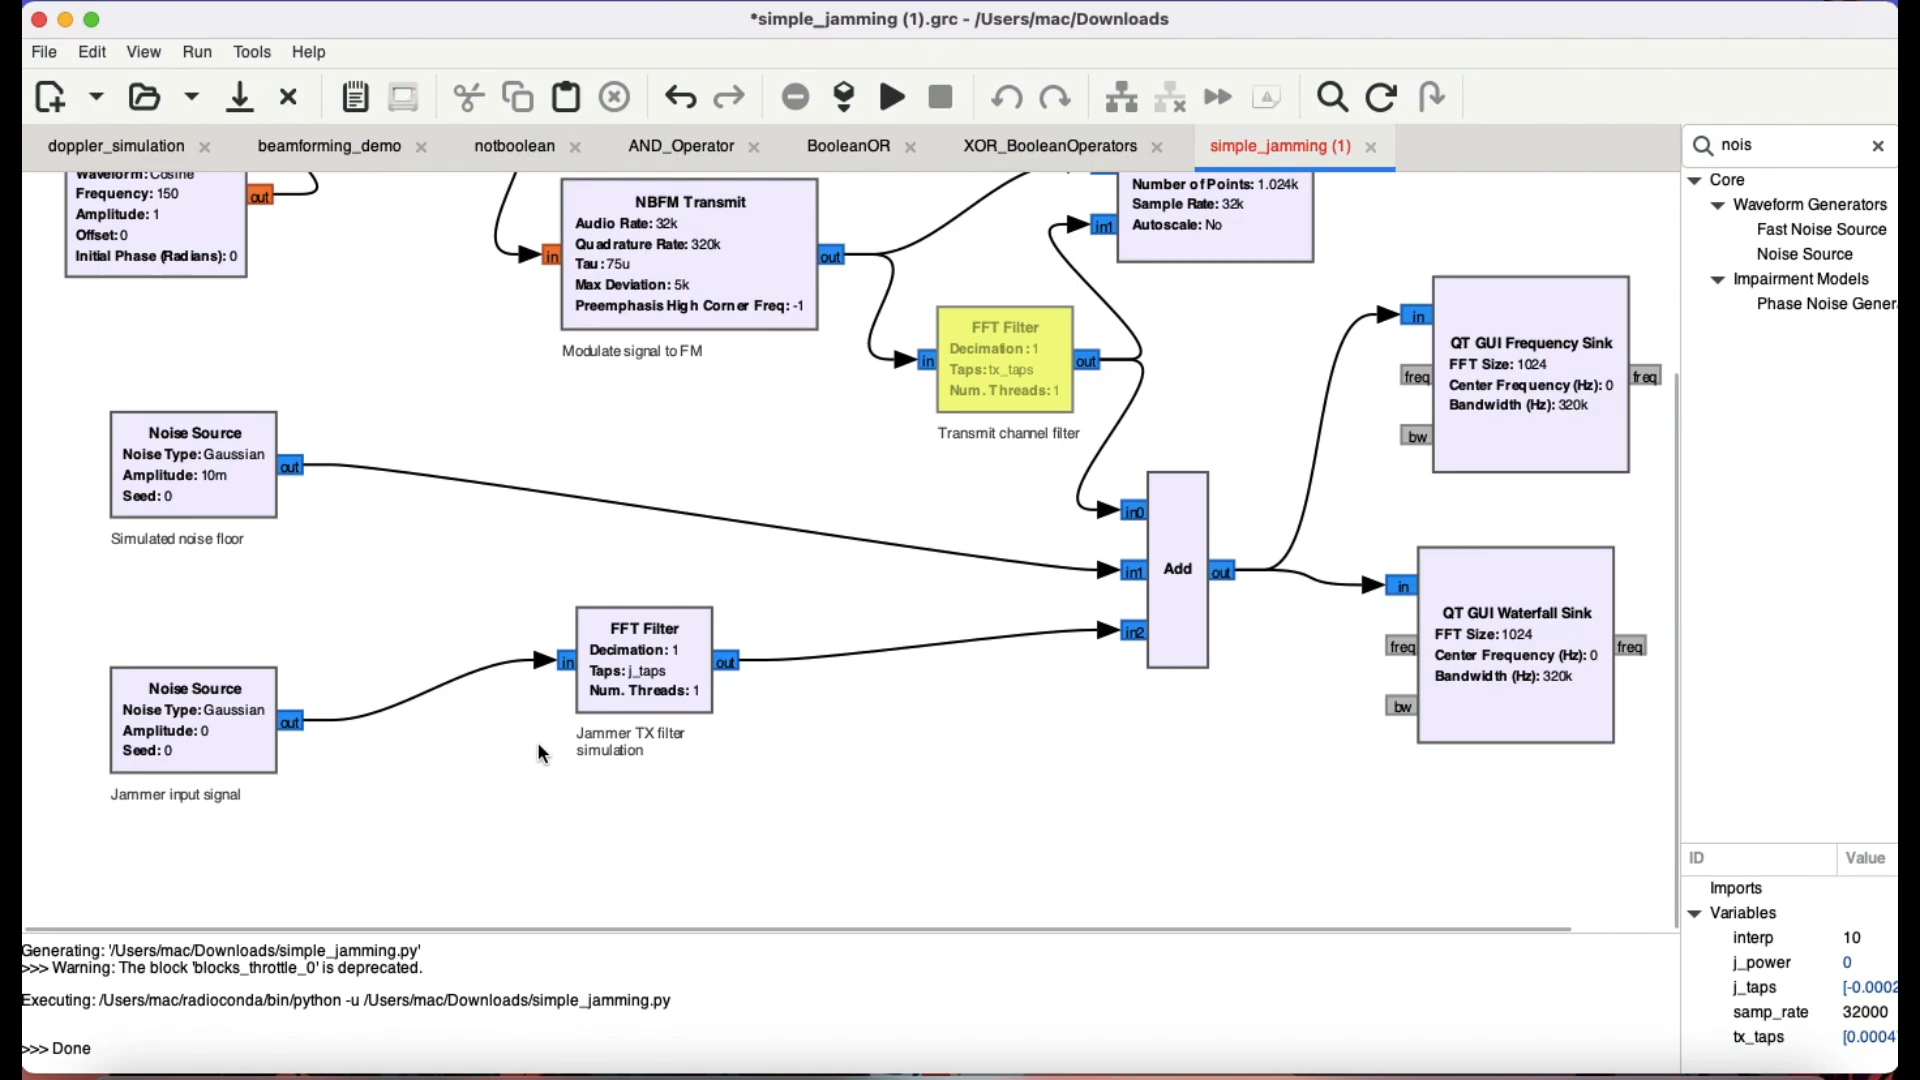 *simple_jamming (1).grc - /Users/mac/Downloads
File Edit View Run Tools Help
doppler_simulation
beamforming_demo
notboolean
AND_Operator
BooleanOR
XOR_BooleanOperators
simple_jamming (1)
nois
Core
Waveform Generators
Fast Noise Source
Noise Source
Impairment Models
Phase Noise Gener
Waveform: Cosine
Frequency: 150
Amplitude: 1
Offset: 0
Initial Phase (Radians): 0
out
NBFM Transmit
Audio Rate: 32k
Quadrature Rate: 320k
Tau: 75u
Max Deviation: 5k
Preemphasis High Corner Freq: -1
in
out
Modulate signal to FM
Number of Points: 1.024k
Sample Rate: 32k
Autoscale: No
in1
FFT Filter
Decimation: 1
Taps: tx_taps
Num. Threads: 1
in
out
Transmit channel filter
QT GUI Frequency Sink
FFT Size: 1024
Center Frequency (Hz): 0
Bandwidth (Hz): 320k
in
freq
bw
freq
Noise Source
Noise Type: Gaussian
Amplitude: 10m
Seed: 0
out
Simulated noise floor
Add
in0
in1
in2
out
QT GUI Waterfall Sink
FFT Size: 1024
Center Frequency (Hz): 0
Bandwidth (Hz): 320k
in
freq
bw
freq
FFT Filter
Decimation: 1
Taps: j_taps
Num. Threads: 1
in
out
Jammer TX filter
simulation
Noise Source
Noise Type: Gaussian
Amplitude: 0
Seed: 0
out
Jammer input signal
Generating: '/Users/mac/Downloads/simple_jamming.py'
>>> Warning: The block 'blocks_throttle_0' is deprecated.
Executing: /Users/mac/radioconda/bin/python -u /Users/mac/Downloads/simple_jamming.py
>>> Done
ID Value
Imports
Variables
interp 10
j_power 0
j_taps [-0.0002
samp_rate 32000
tx_taps [0.0004